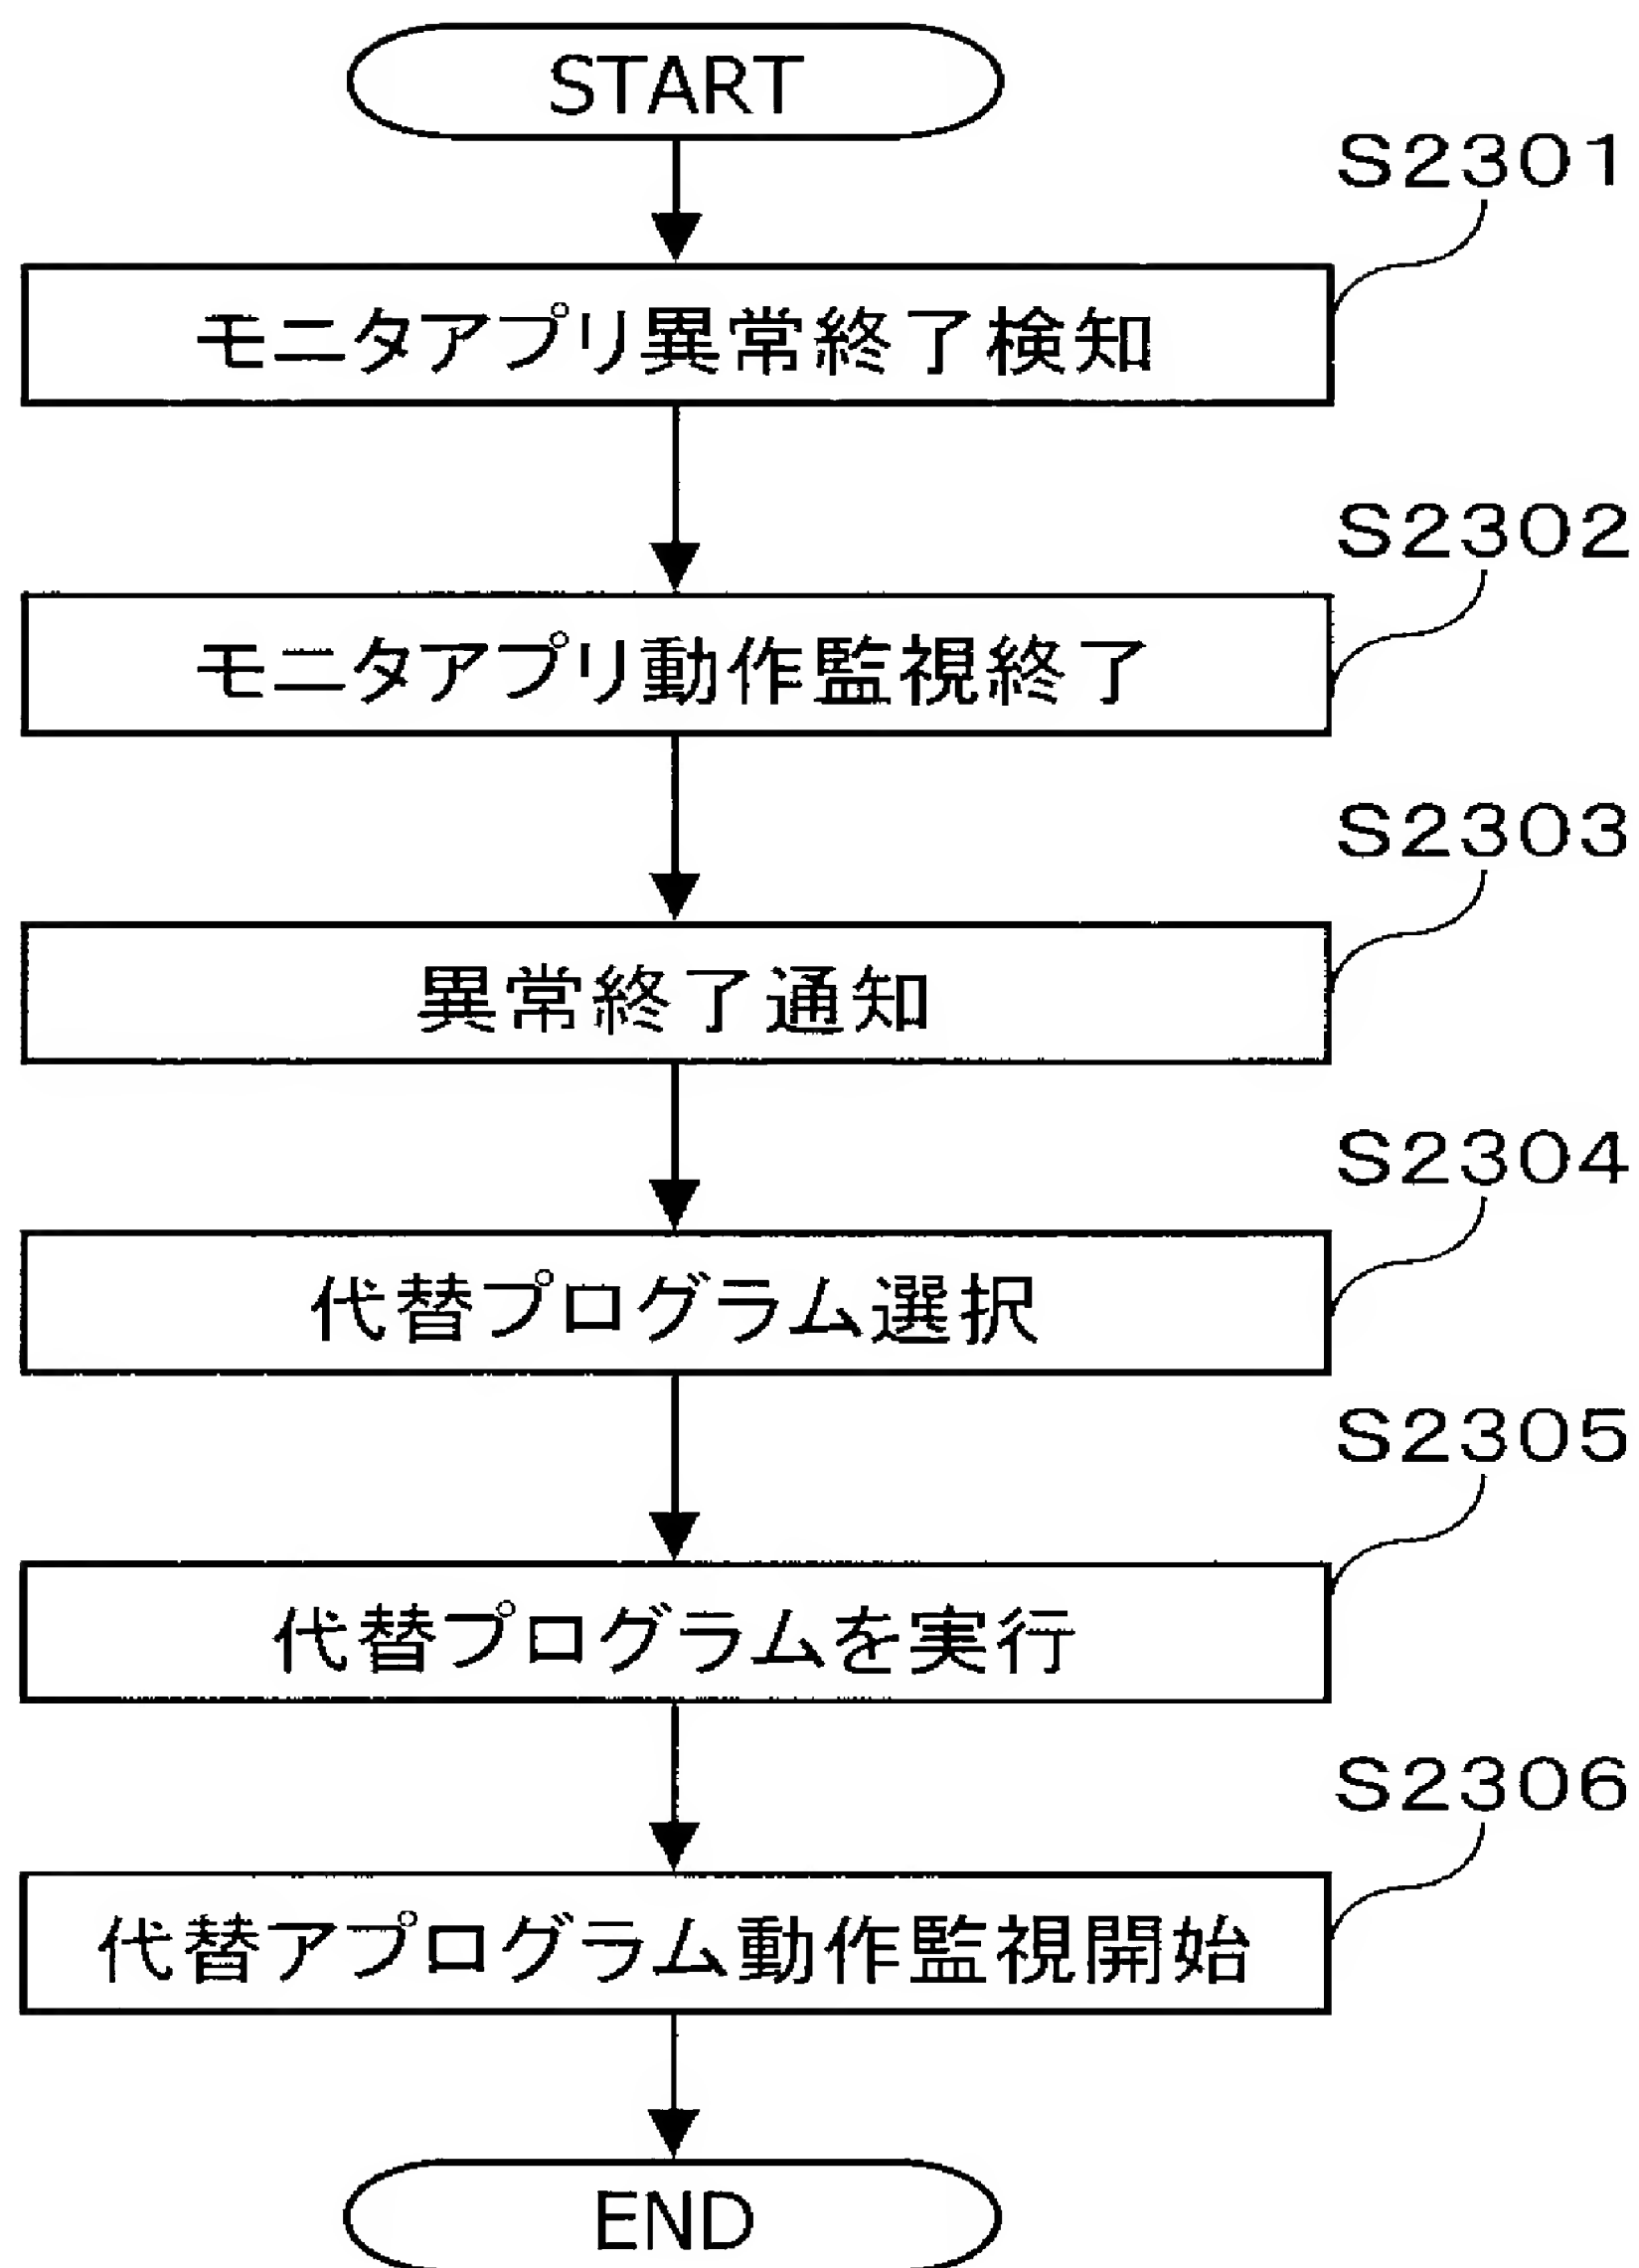 START
S2301
モニタアプリ異常終了検知
S2302
モニタアプリ動作監視終了
S2303
異常終了通知
S2304
代替プログラム選択
S2305
代替プログラムを実行
S2306
代替アプログラム動作監視開始
END